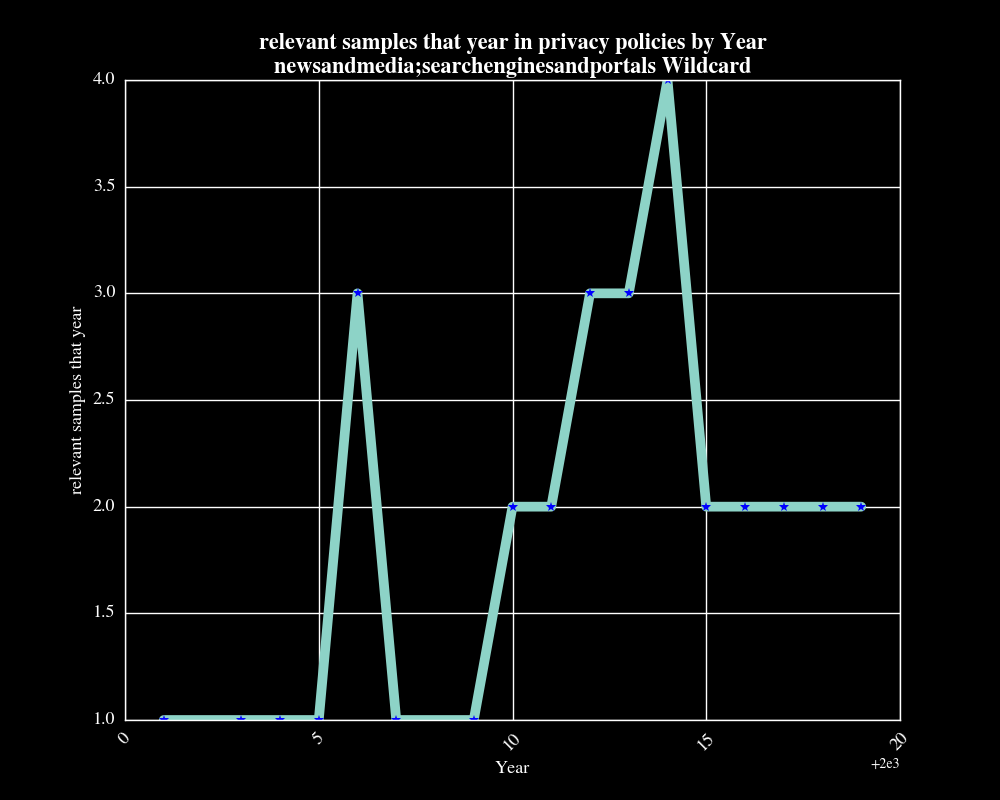 relevant samples that year in privacy policies by Year
newsandmedia;searchenginesandportals Wildcard
4.0
3.5
3.0
2.5
2.0
1.5
1.0
relevant samples that year
0
5
10
15
20
+2e3
Year